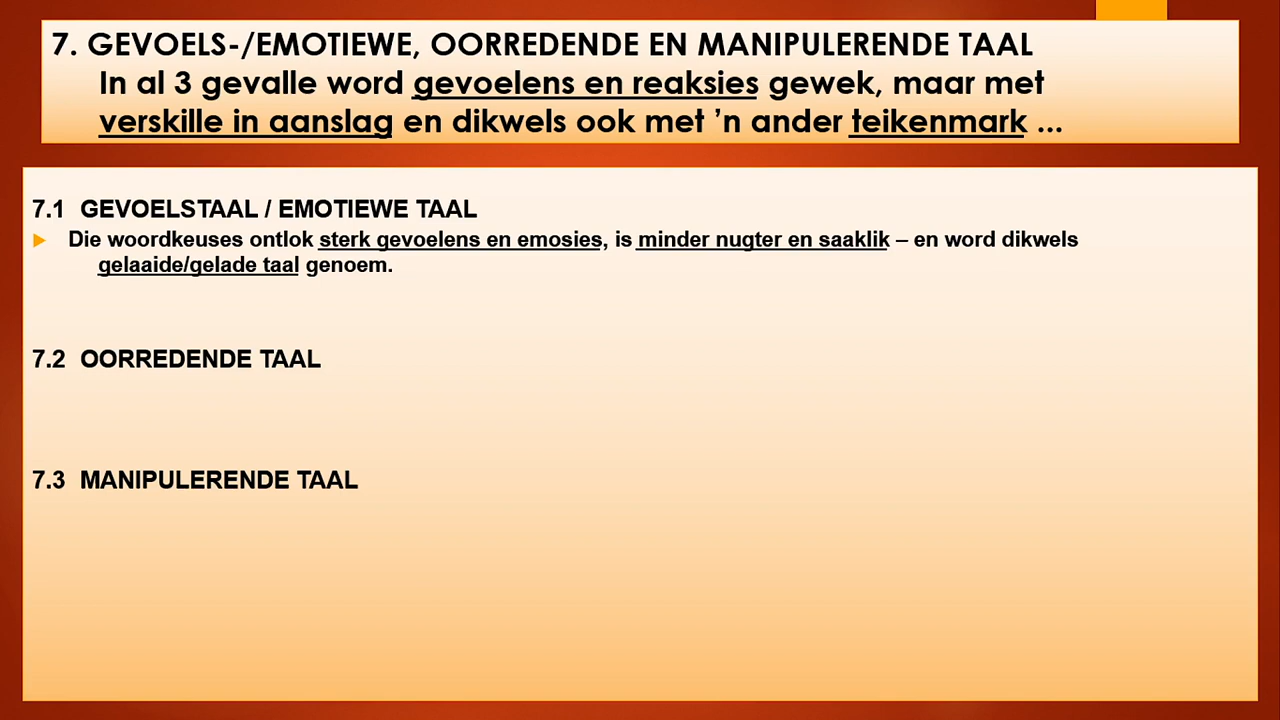 7. GEVOELS-/EMOTIEWE, OORREDENDE EN MANIPULERENDE TAAL
In al 3 gevalle word gevoelens en reaksies gewek, maar met
verskille in aanslag en dikwels ook met ’n ander teikenmark ...
7.1 GEVOELSTAAL / EMOTIEWE TAAL
Die woordkeuses ontlok sterk gevoelens en emosies, is minder nugter en saaklik – en word dikwels
gelaaide/gelade taal genoem.
7.2 OORREDENDE TAAL
7.3 MANIPULERENDE TAAL